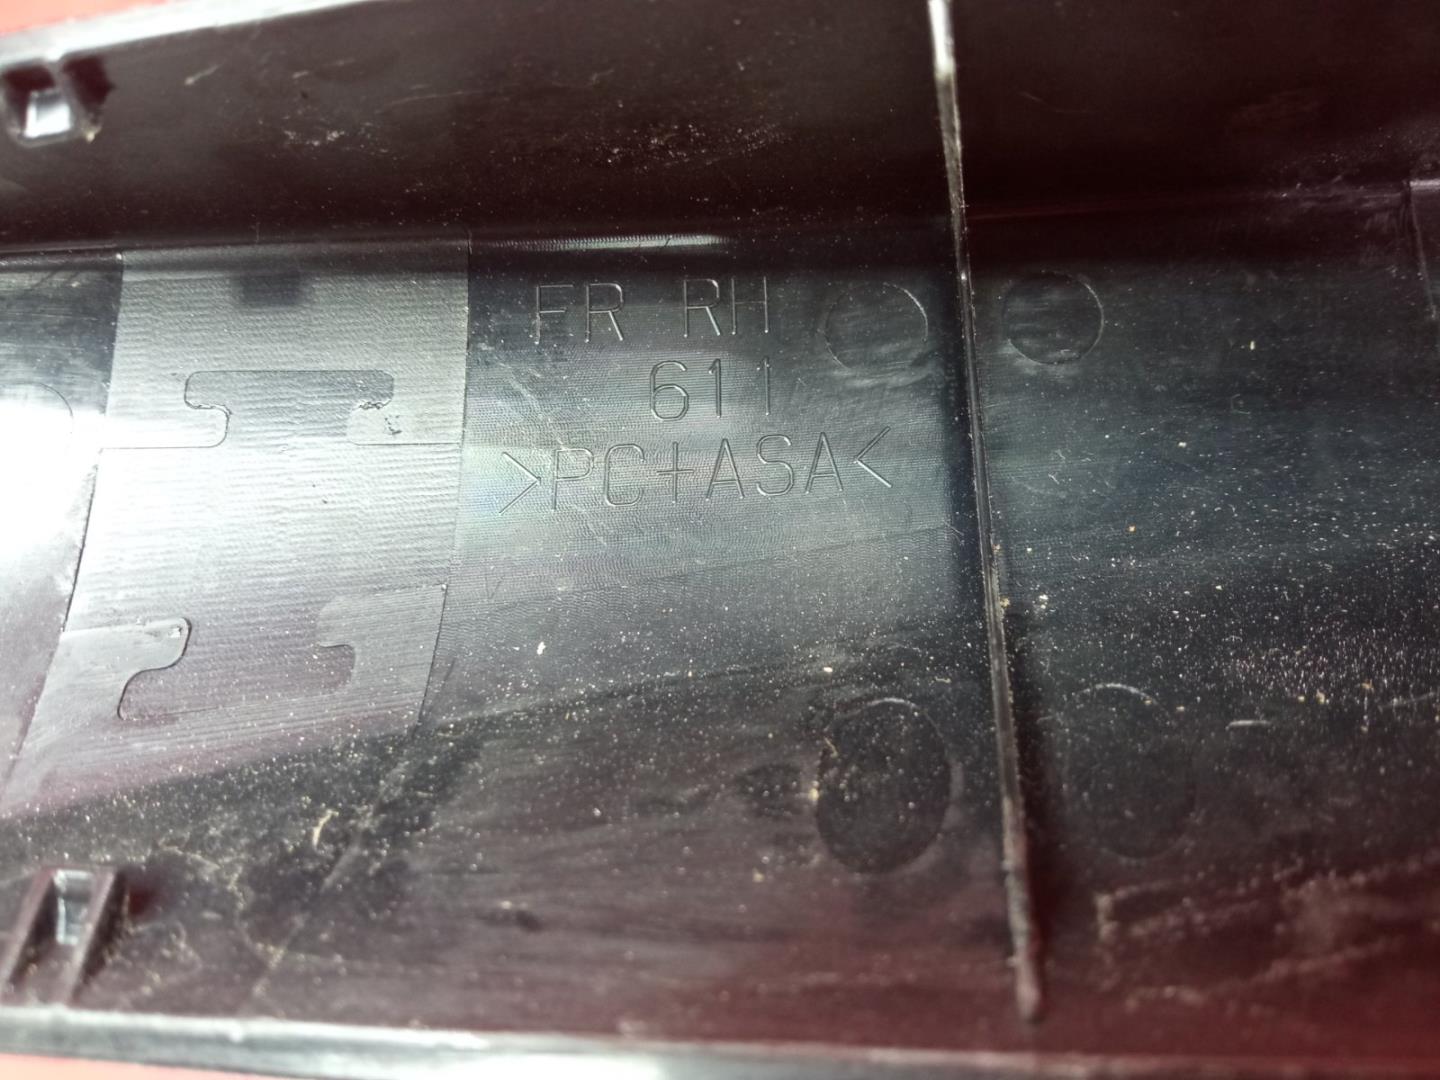 FR RH
611
>PC+ASA<